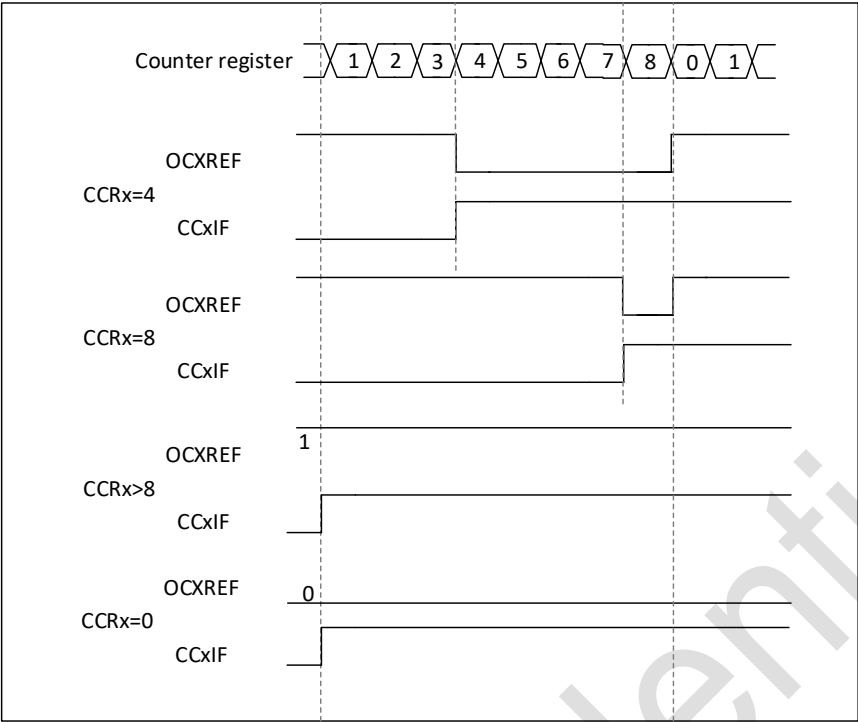 Counter register 1 2 3 4 5 6 7 8 0 1
OCXREF
CCRx=4
CCxIF
OCXREF
CCRx=8
CCxIF
1
OCXREF
CCRx>8
CCxIF
OCXREF 0
CCRx=0
CCxIF